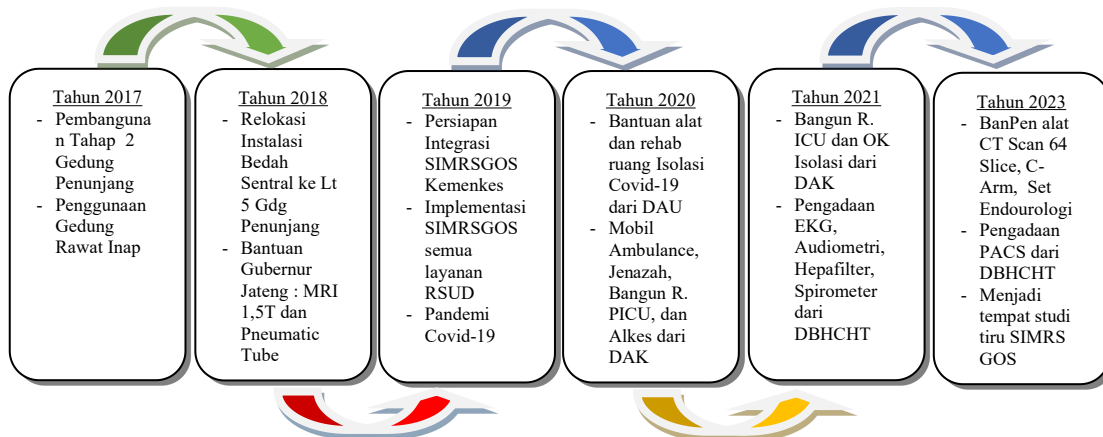 Tahun 2017
- Pembanguna
n Tahap 2
Gedung
Penunjang
- Penggunaan
Gedung
Rawat Inap
Tahun 2018
- Relokasi
Instalasi
Bedah
Sentral ke Lt
5 Gdg
Penunjang
- Bantuan
Gubernur
Jateng : MRI
1,5T dan
Pneumatic
Tube
Tahun 2019
- Persiapan
Integrasi
SIMRSGOS
Kemenkes
- Implementasi
SIMRSGOS
semua
layanan
RSUD
- Pandemi
Covid-19
Tahun 2020
- Bantuan alat
dan rehab
ruang Isolasi
Covid-19
dari DAU
- Mobil
Ambulance,
Jenazah,
Bangun R.
PICU, dan
Alkes dari
DAK
Tahun 2021
- Bangun R.
ICU dan OK
Isolasi dari
DAK
- Pengadaan
EKG,
Audiometri,
Hepafilter,
Spirometer
dari
DBHCHT
Tahun 2023
- BanPen alat
CT Scan 64
Slice, C-
Arm, Set
Endourologi
- Pengadaan
PACS dari
DBHCHT
- Menjadi
tempat studi
tiru SIMRS
GOS